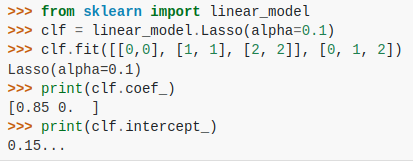 >>> from sklearn import linear_model
>>> clf = linear_model.Lasso(alpha=0.1)
>>> clf.fit([[0,0], [1, 1], [2, 2]], [0, 1, 2])
Lasso(alpha=0.1)
>>> print(clf.coef_)
[0.85 0.  ]
>>> print(clf.intercept_)
0.15...